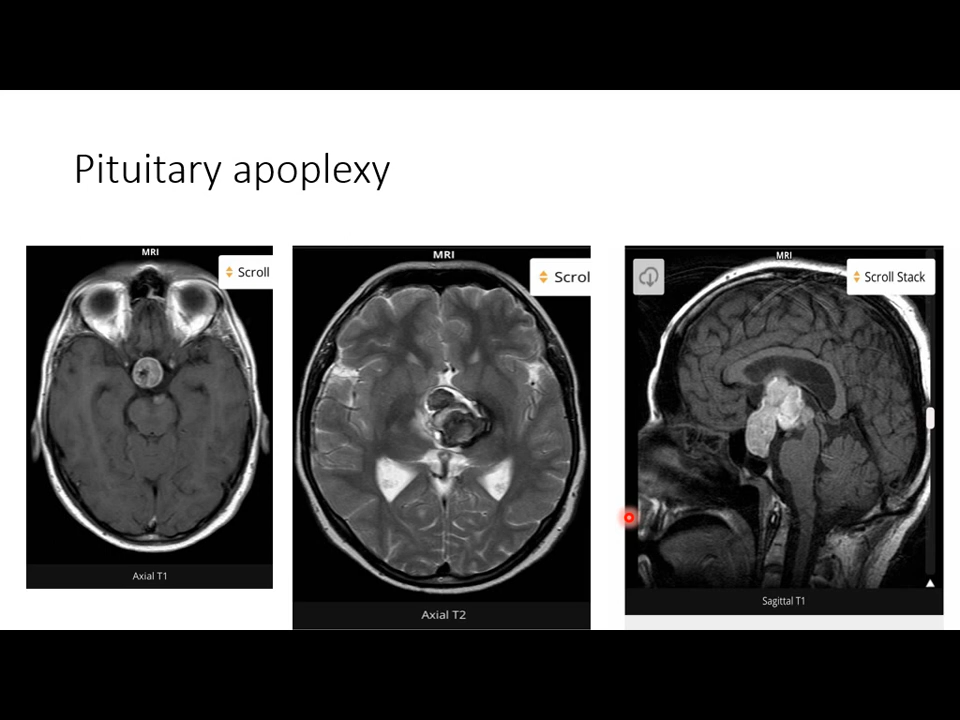 Pituitary apoplexy
MRI
Scroll
Axial T1
MRI
Scrol
Axial T2
MRI
Scroll Stack
Sagittal T1